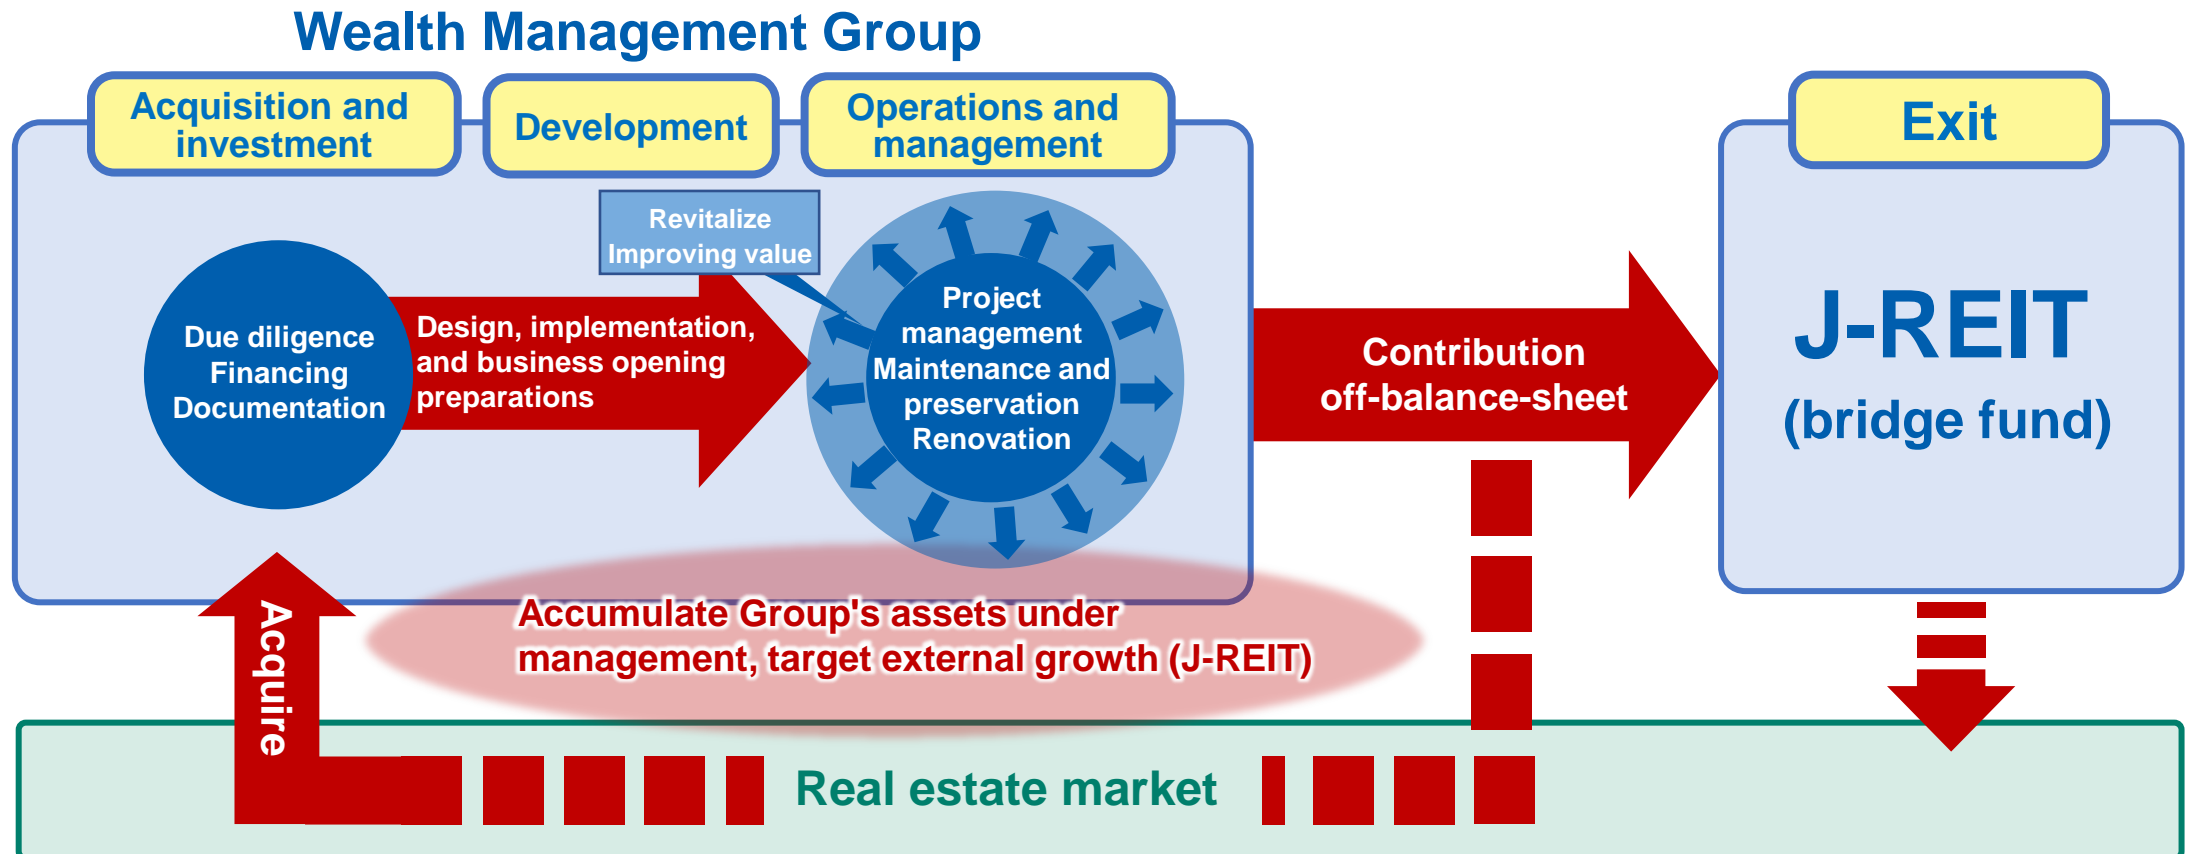 Wealth Management Group
Acquisition and
investment
Development
Operations and
management
Exit
Revitalize
Improving value
Due diligence
Financing
Documentation
Design, implementation,
and business opening
preparations
Project
management
Maintenance and
preservation
Renovation
Contribution
off-balance-sheet
J-REIT
(bridge fund)
Acquire
Accumulate Group's assets under
management, target external growth (J-REIT)
Real estate market